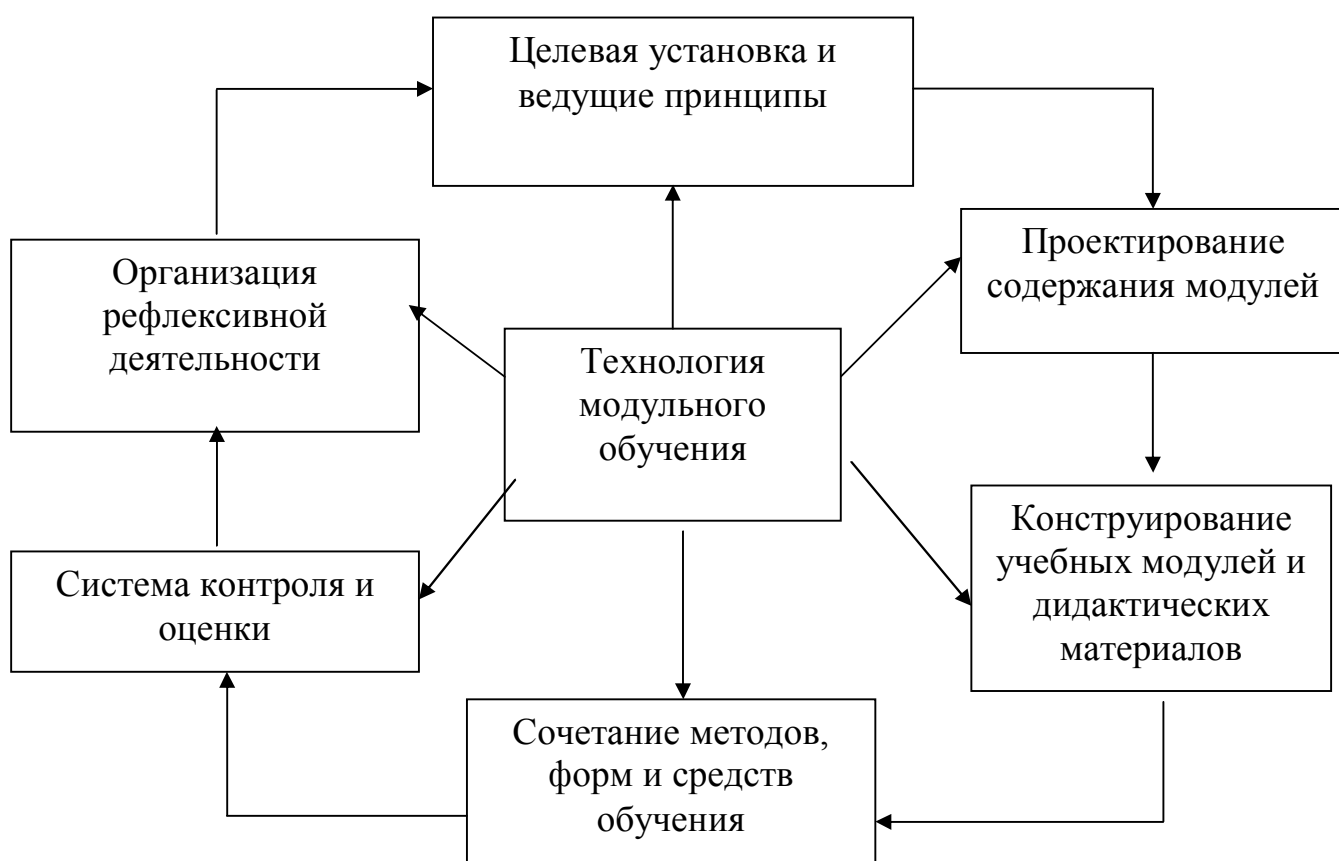 Целевая установка и
ведущие принципы
Проектирование
содержания модулей
Организация
рефлексивной
деятельности
Технология
модульного
обучения
Конструирование
учебных модулей и
дидактических
материалов
Система контроля и
оценки
Сочетание методов,
форм и средств
обучения